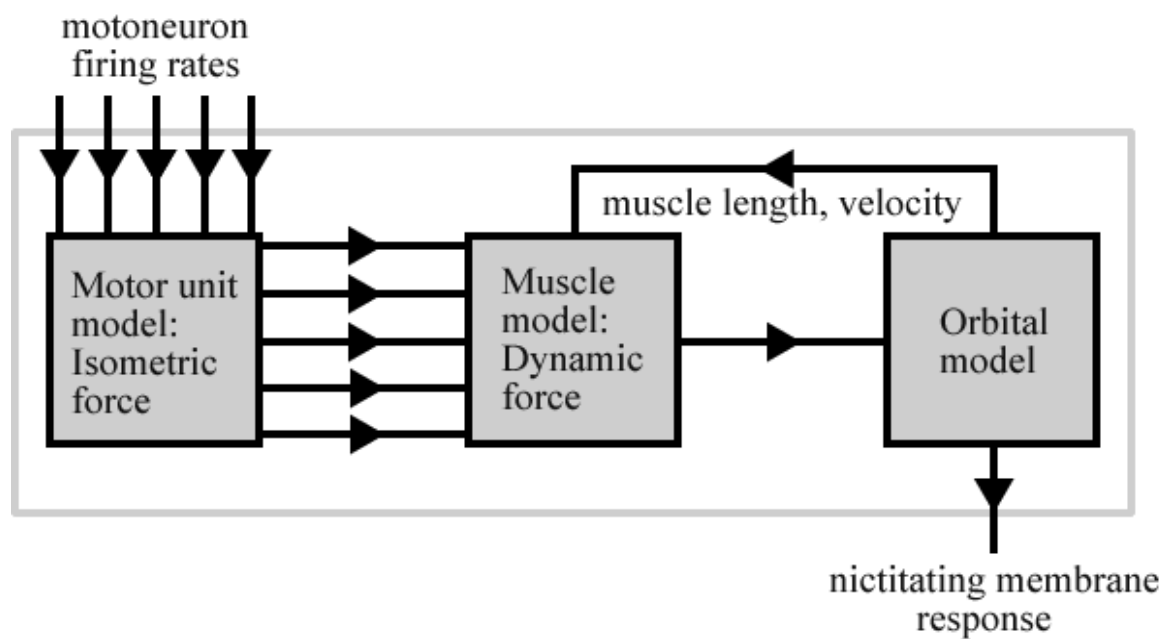 motoneuron
firing rates
muscle length, velocity
Motor unit
model:
Isometric
force
Muscle
model:
Dynamic
force
Orbital
model
nictitating membrane
response